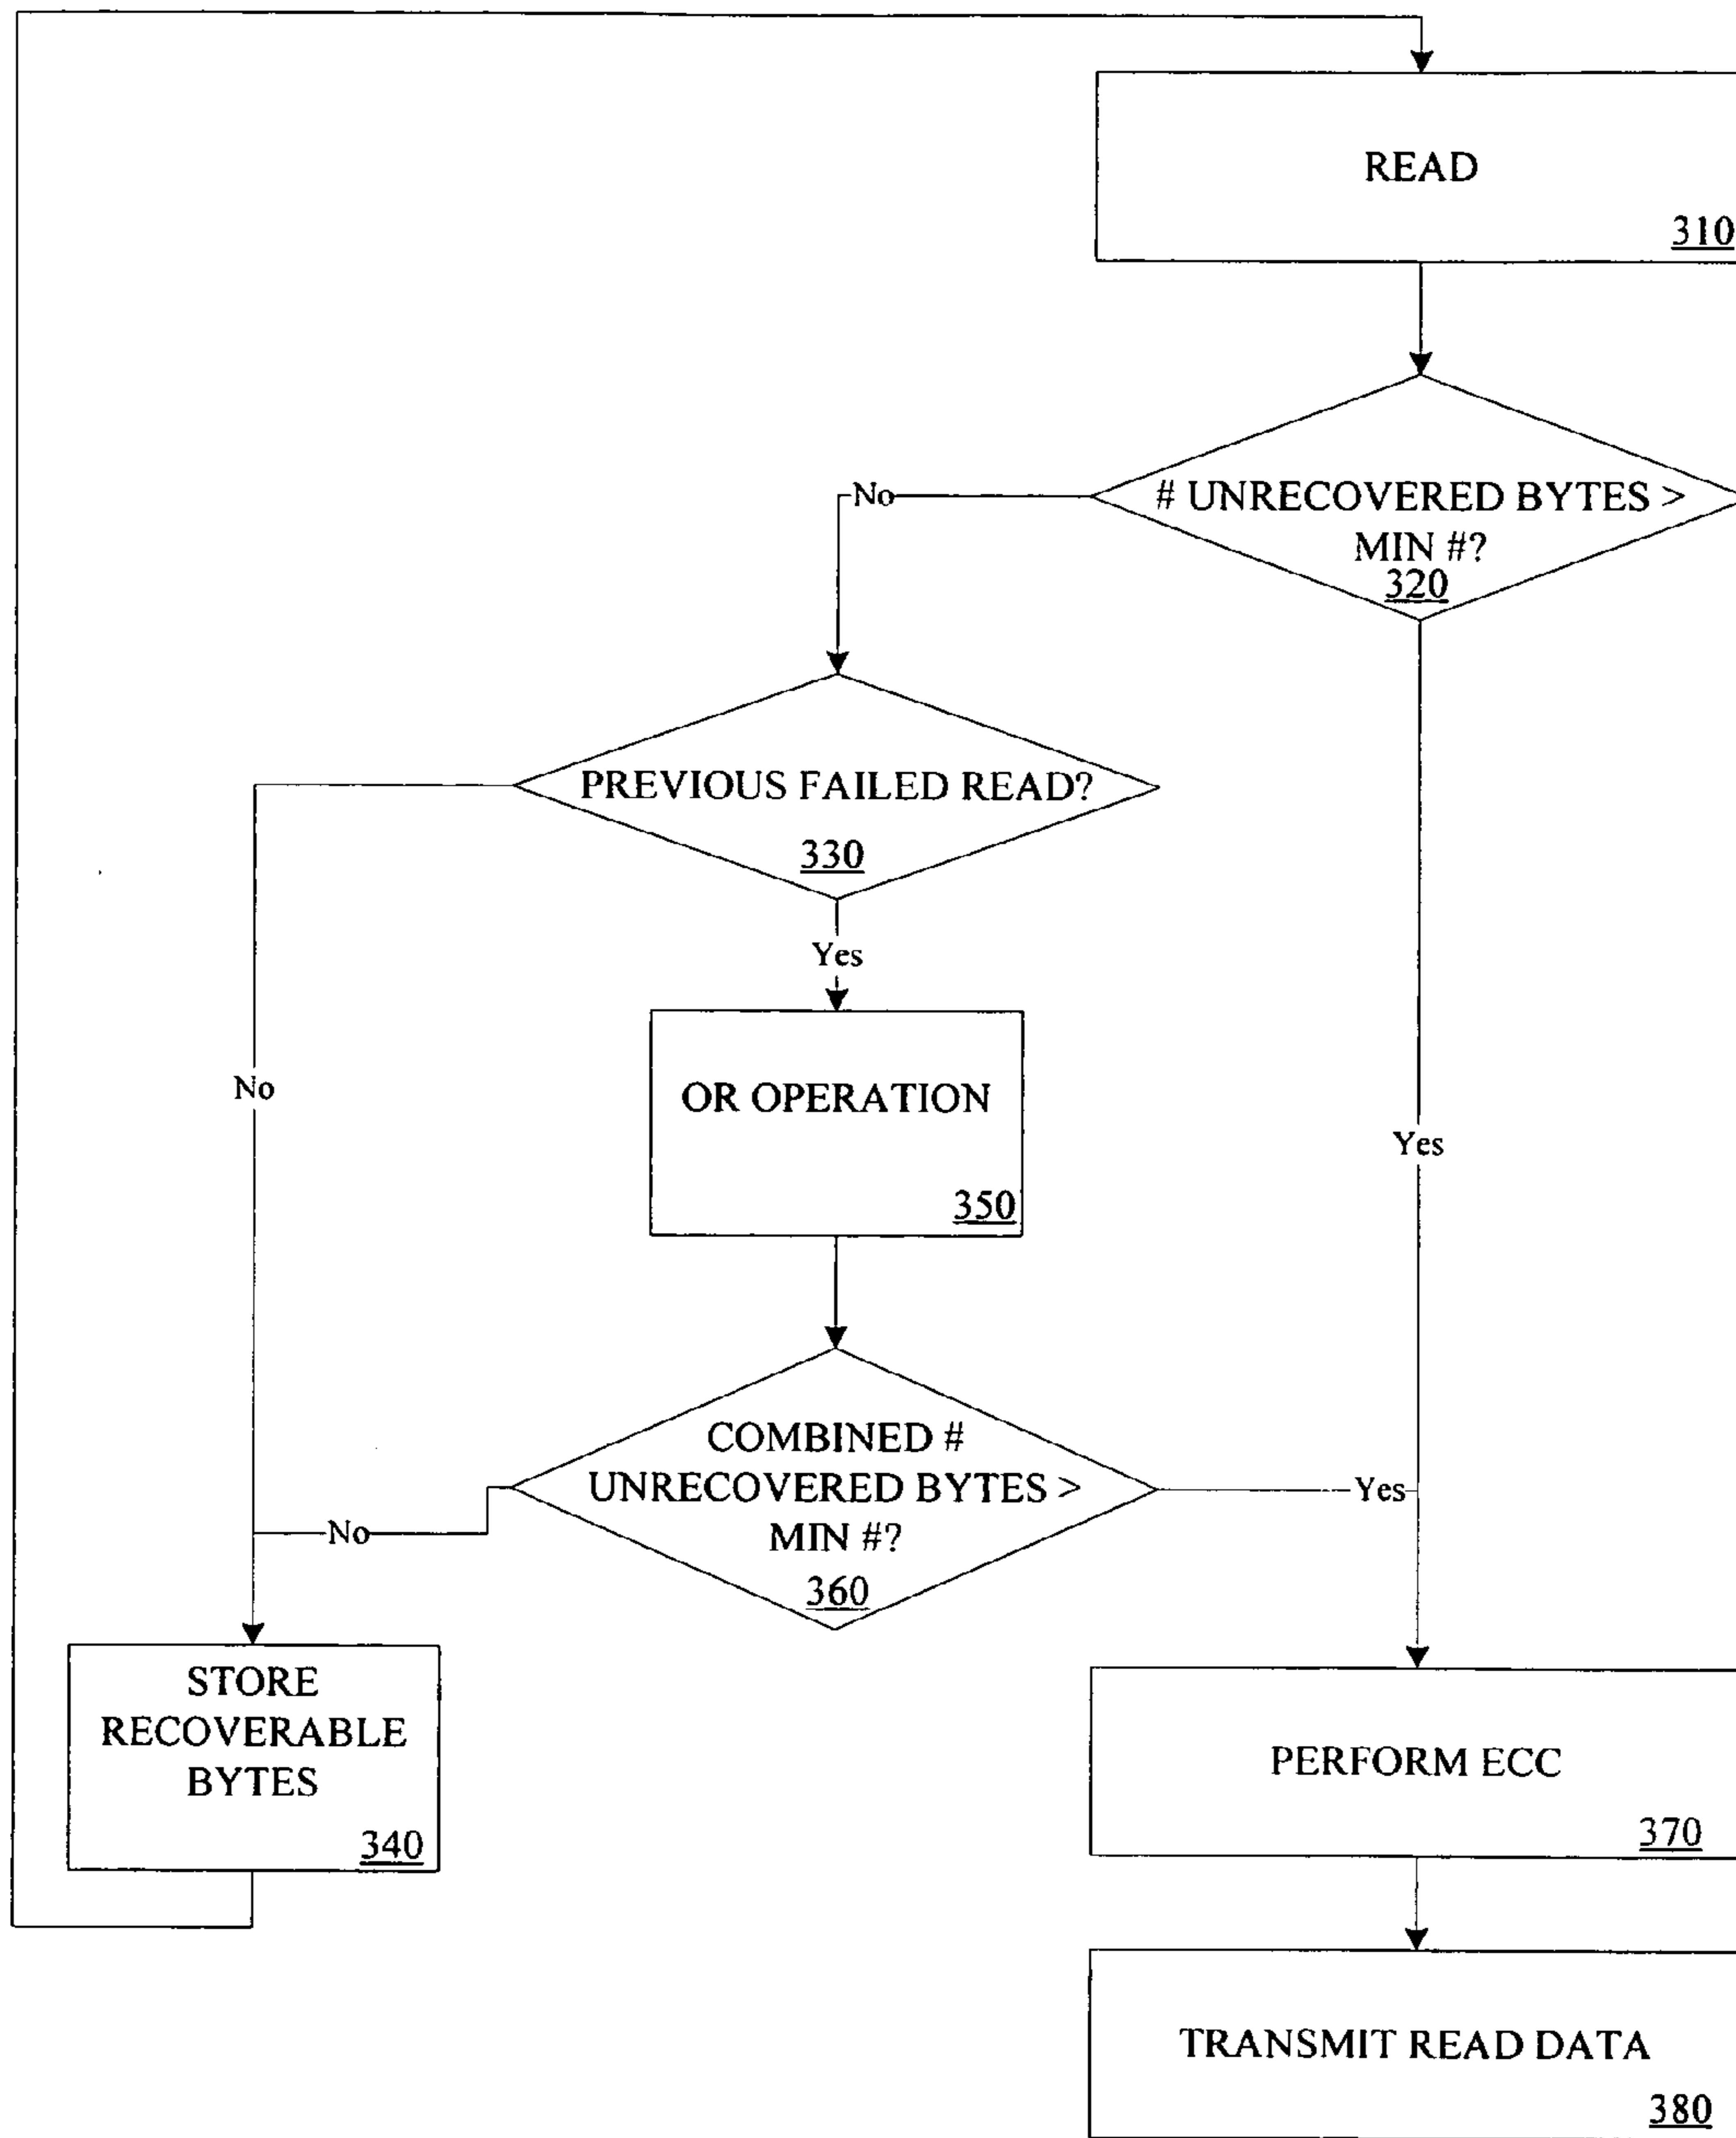 READ
310
# UNRECOVERED BYTES >
MIN #?
320
No
PREVIOUS FAILED READ?
330
Yes
No
OR OPERATION
350
Yes
COMBINED #
UNRECOVERED BYTES >
MIN #?
360
Yes
No
STORE
RECOVERABLE
BYTES
340
PERFORM ECC
370
TRANSMIT READ DATA
380